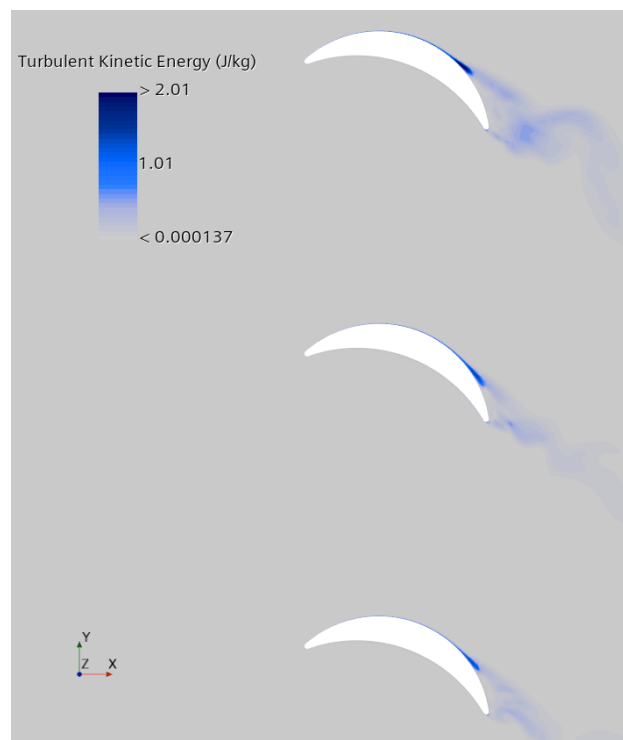 Turbulent Kinetic Energy (J/kg)
> 2.01
1.01
< 0.000137
Y
Z X